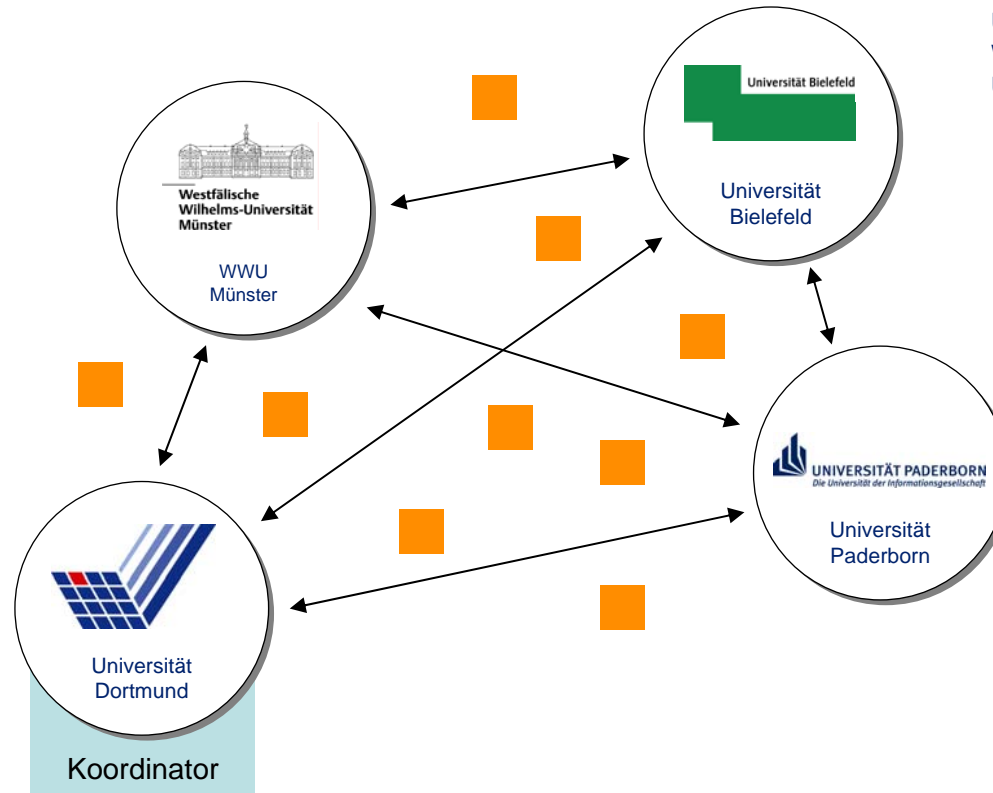 Universität Bielefeld
Universität
Bielefeld
Westfälische
Wilhelms-Universität
Münster
WWU
Münster
UNIVERSITÄT PADERBORN
Die Universität der Informationsgesellschaft
Universität
Paderborn
Universität
Dortmund
Koordinator